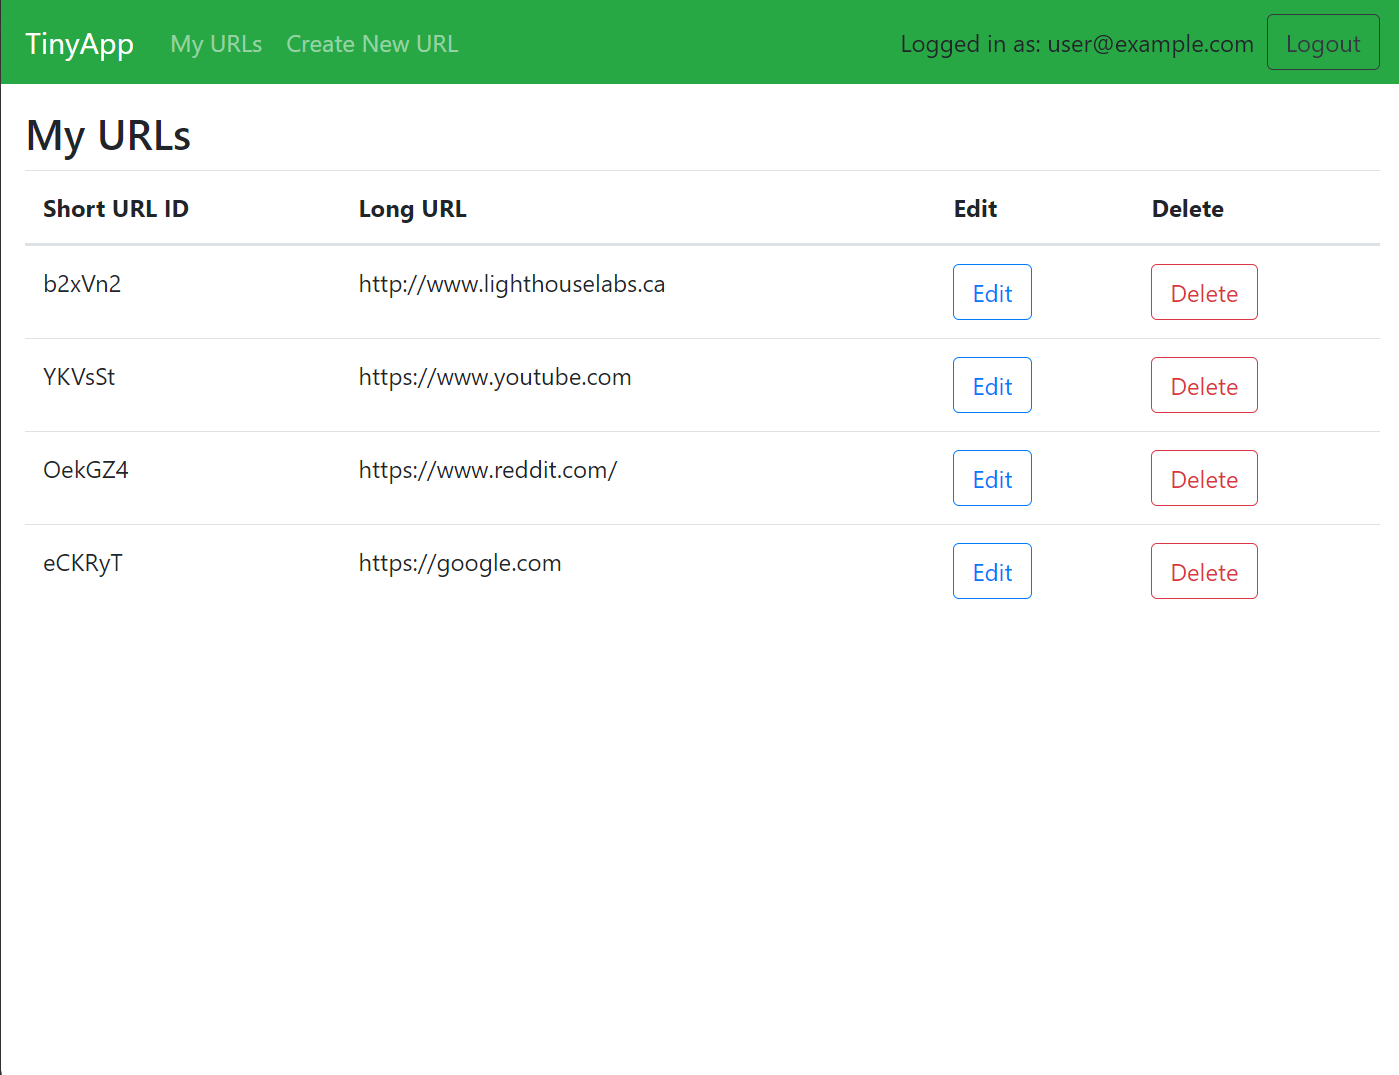 TinyApp My URLs Create New URL Logged in as: user@example.com Logout
My URLs
Short URL ID Long URL Edit Delete
b2xVn2 http://www.lighthouselabs.ca Edit Delete
YKVsSt https://www.youtube.com Edit Delete
OekGZ4 https://www.reddit.com/ Edit Delete
eCKRyT https://google.com Edit Delete